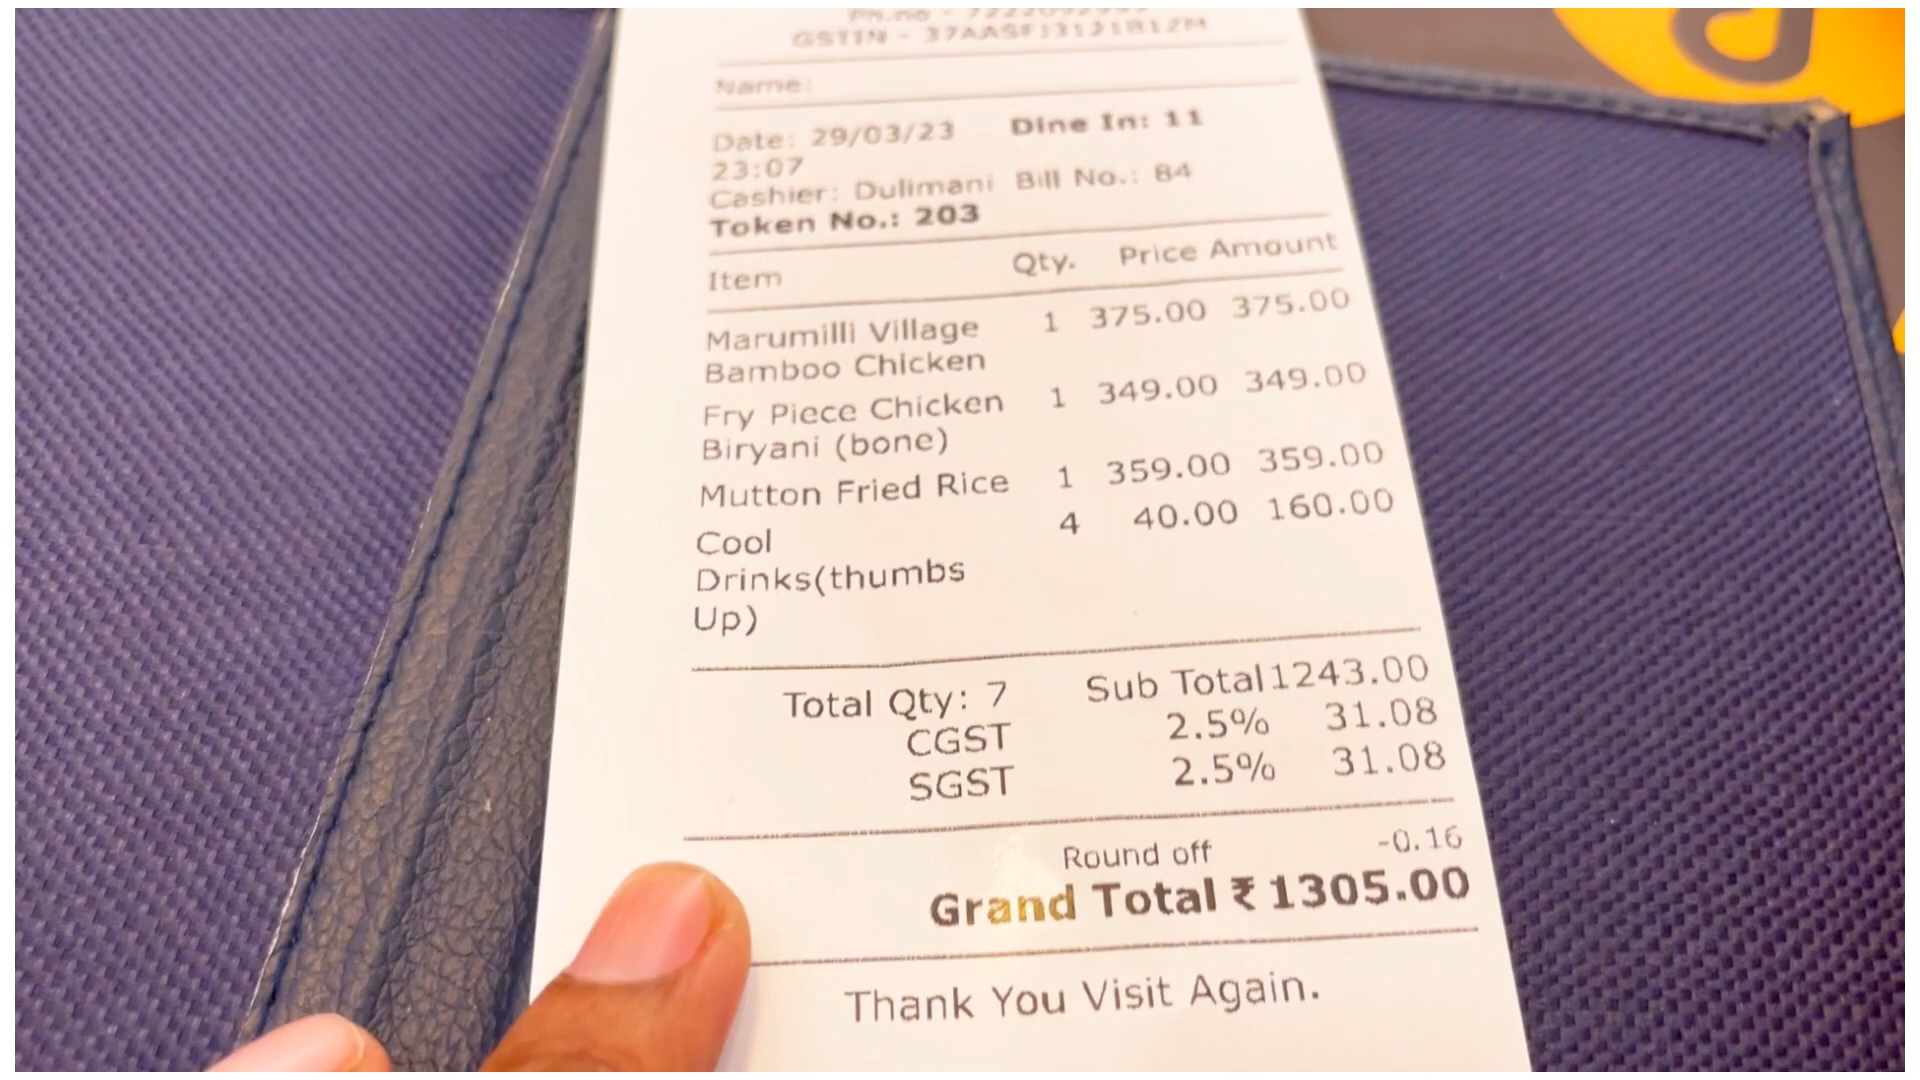 GSTIN -
Name:
Date: 29/03/23 Dine In: 11
23:07
Cashier: Dulimani Bill No.: 84
Token No.: 203
Item Qty. Price Amount
Marumilli Village 1 375.00 375.00
Bamboo Chicken
Fry Piece Chicken 1 349.00 349.00
Biryani (bone)
Mutton Fried Rice 1 359.00 359.00
Cool 4 40.00 160.00
Drinks(thumbs
Up)
Total Qty: 7 Sub Total 1243.00
CGST 2.5% 31.08
SGST 2.5% 31.08
Round off -0.16
Grand Total ₹ 1305.00
Thank You Visit Again.